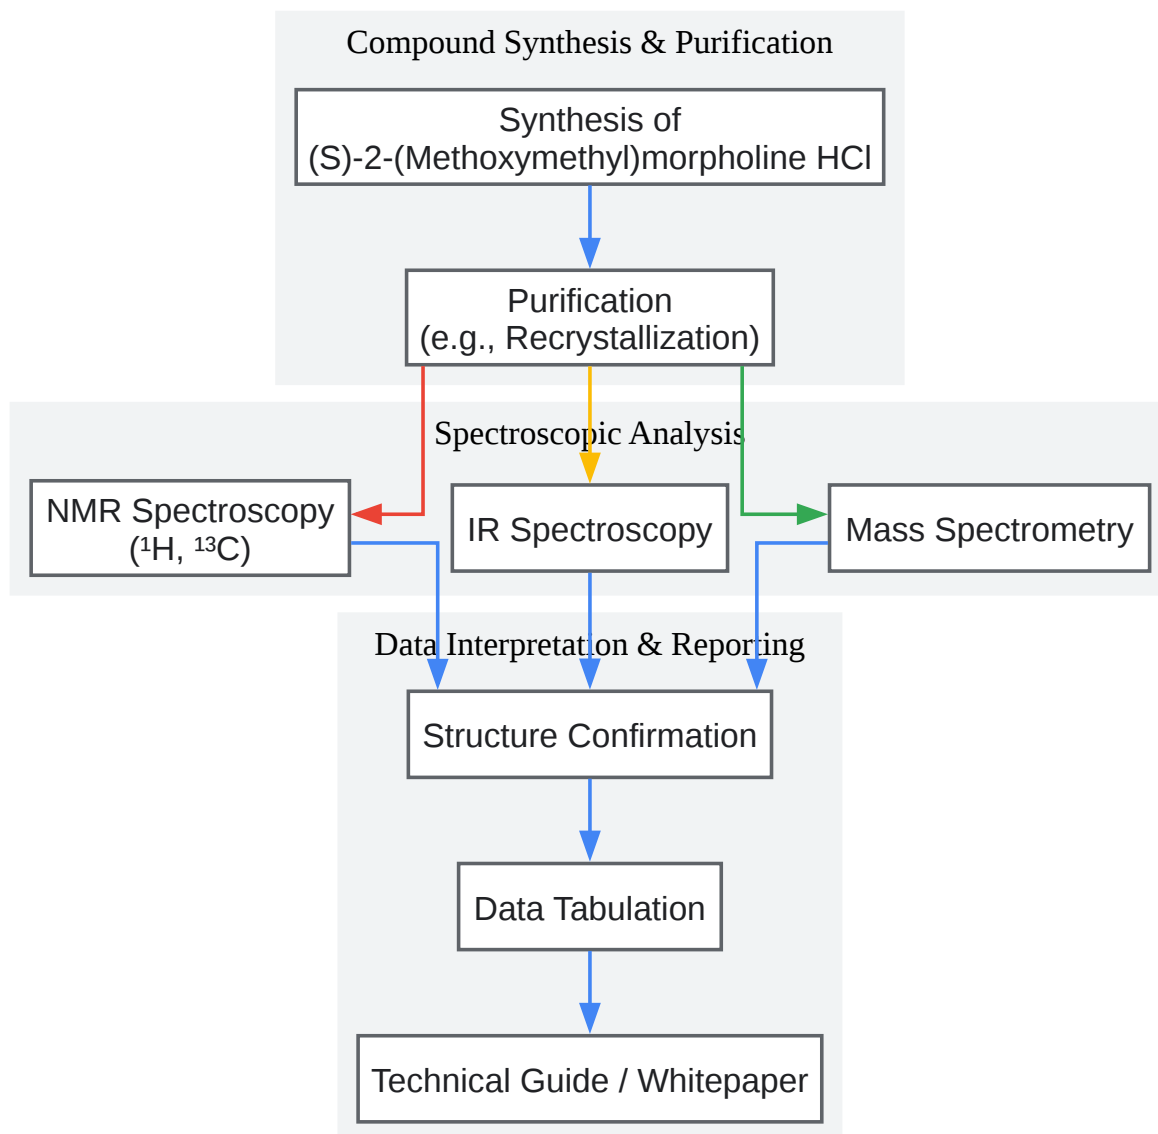 Compound Synthesis & Purification
Synthesis of
(S)-2-(Methoxymethyl)morpholine HCl
Purification
(e.g., Recrystallization)
Spectroscopic Analysis
NMR Spectroscopy
(¹H, ¹³C)
IR Spectroscopy
Mass Spectrometry
Data Interpretation & Reporting
Structure Confirmation
Data Tabulation
Technical Guide / Whitepaper